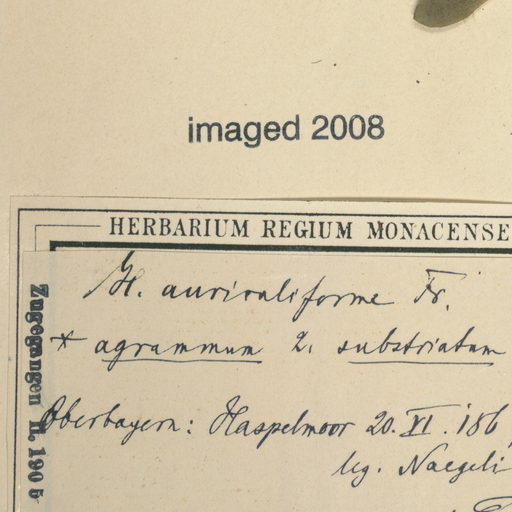 imaged 2008
HERBARIUM REGIUM MONACENSE
H. auriculiforme Fr.
* agrammum 2. substriatum
Oberbayern: Haspelmoor 20. VI. 186
leg. Naegeli
Zugegangen II. 1905